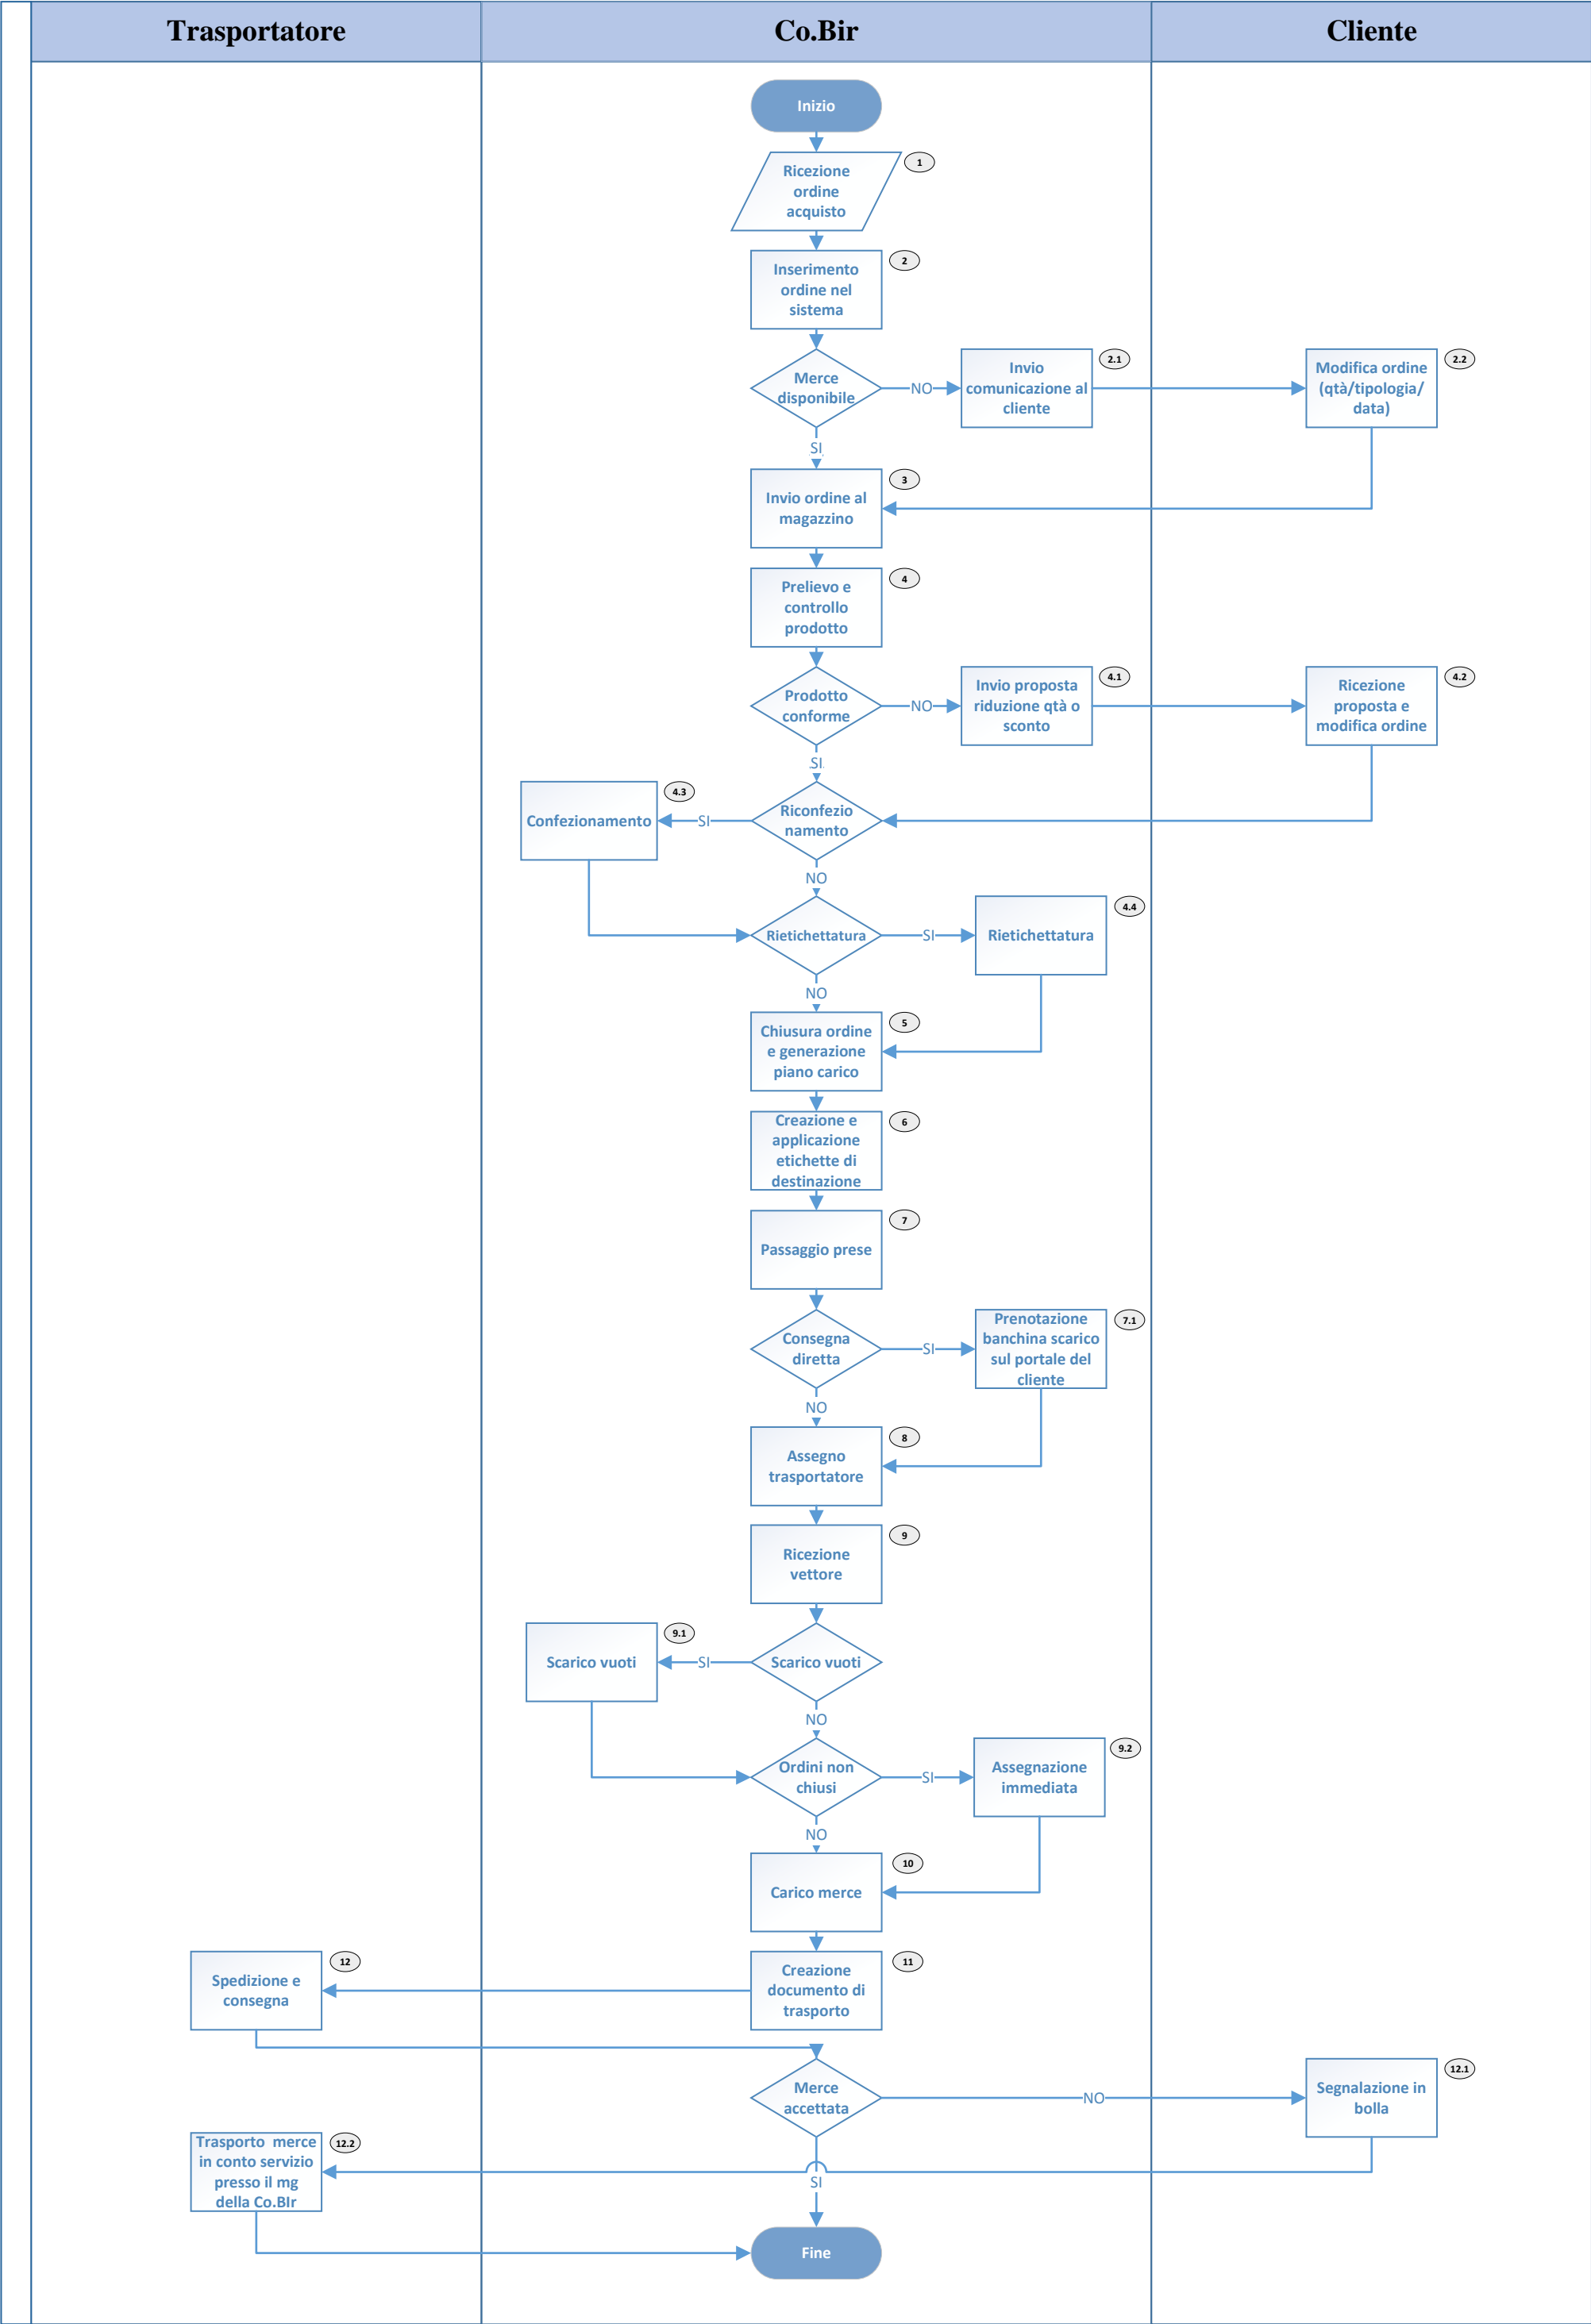 Trasportatore
Co.Bir
Cliente
Inizio
Ricezione
ordine
acquisto
1
Inserimento
ordine nel
sistema
2
Merce
disponibile
NO
Invio
comunicazione al
cliente
2.1
Modifica ordine
(qtà/tipologia/
data)
2.2
SI
Invio ordine al
magazzino
3
Prelievo e
controllo
prodotto
4
Prodotto
conforme
NO
Invio proposta
riduzione qtà o
sconto
4.1
Ricezione
proposta e
modifica ordine
4.2
SI
Confezionamento
4.3
SI
Riconfezio
namento
NO
Rietichettatura
SI
Rietichettatura
4.4
NO
Chiusura ordine
e generazione
piano carico
5
Creazione e
applicazione
etichette di
destinazione
6
Passaggio prese
7
Consegna
diretta
SI
Prenotazione
banchina scarico
sul portale del
cliente
7.1
NO
Assegno
trasportatore
8
Ricezione
vettore
9
Scarico vuoti
9.1
SI
Scarico vuoti
NO
Ordini non
chiusi
SI
Assegnazione
immediata
9.2
NO
Carico merce
10
Spedizione e
consegna
12
Creazione
documento di
trasporto
11
Merce
accettata
NO
Segnalazione in
bolla
12.1
Trasporto merce
in conto servizio
presso il mg
della Co.BIr
12.2
SI
Fine